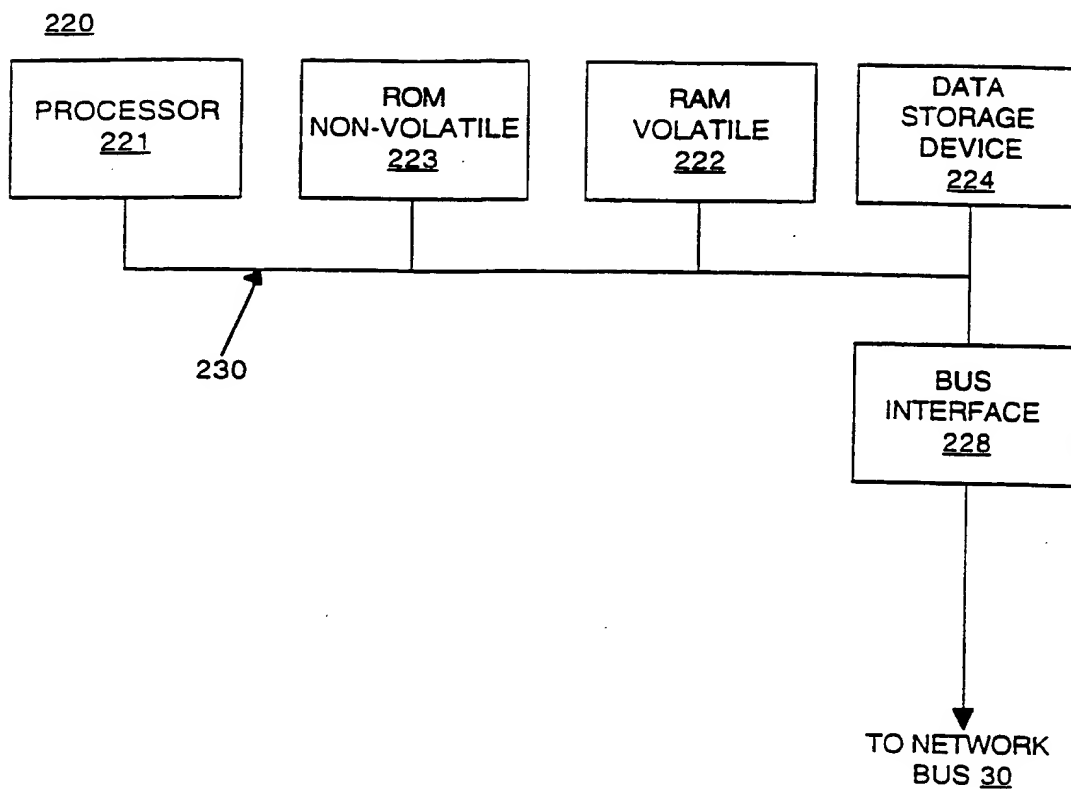 220
PROCESSOR
221
ROM
NON-VOLATILE
223
RAM
VOLATILE
222
DATA
STORAGE
DEVICE
224
230
BUS
INTERFACE
228
TO NETWORK
BUS 30